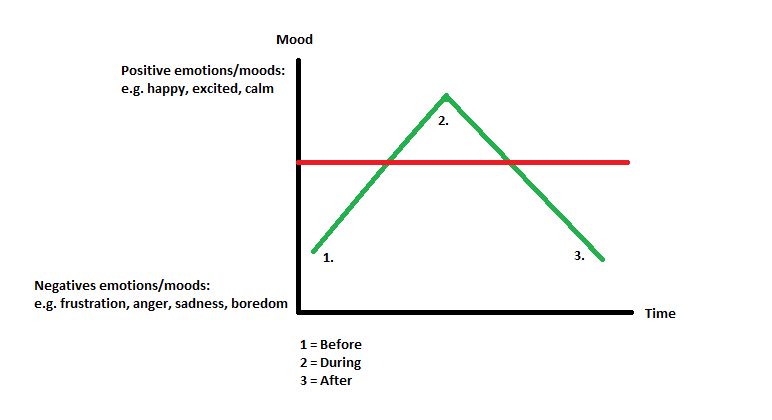 Mood
Positive emotions/moods:
e.g. happy, excited, calm
2.
1.
3.
Negatives emotions/moods:
e.g. frustration, anger, sadness, boredom
Time
1 = Before
2 = During
3 = After